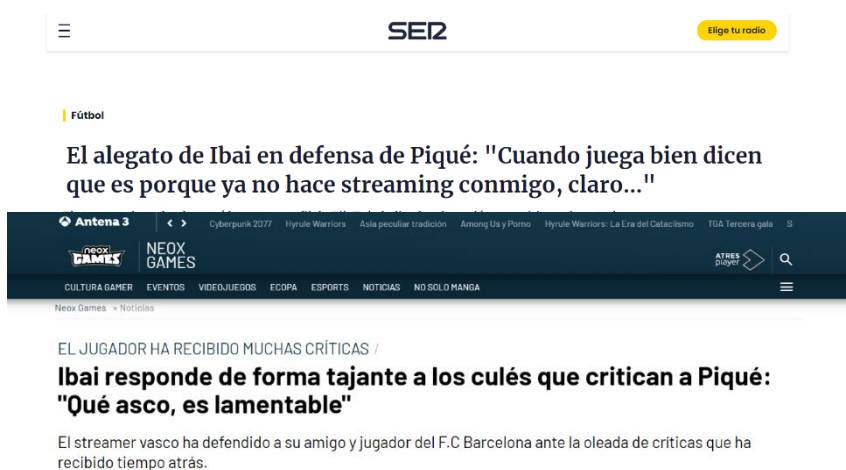 SER
Elige tu radio
Fútbol
El alegato de Ibai en defensa de Piqué: "Cuando juega bien dicen
que es porque ya no hace streaming conmigo, claro..."
Antena 3 Cyberpunk 2077 Hyrule Warriors Asia peculiar tradición Among Us y Porno Hyrule Warriors: La Era del Cataclismo TGA Tercera gala S
neox GAMES NEOX GAMES ATRES player
CULTURA GAMER EVENTOS VIDEOJUEGOS ECOPA ESPORTS NOTICIAS NO SOLO MANGA
Neox Games » Noticias
EL JUGADOR HA RECIBIDO MUCHAS CRÍTICAS /
Ibai responde de forma tajante a los culés que critican a Piqué:
"Qué asco, es lamentable"
El streamer vasco ha defendido a su amigo y jugador del F.C Barcelona ante la oleada de críticas que ha
recibido tiempo atrás.